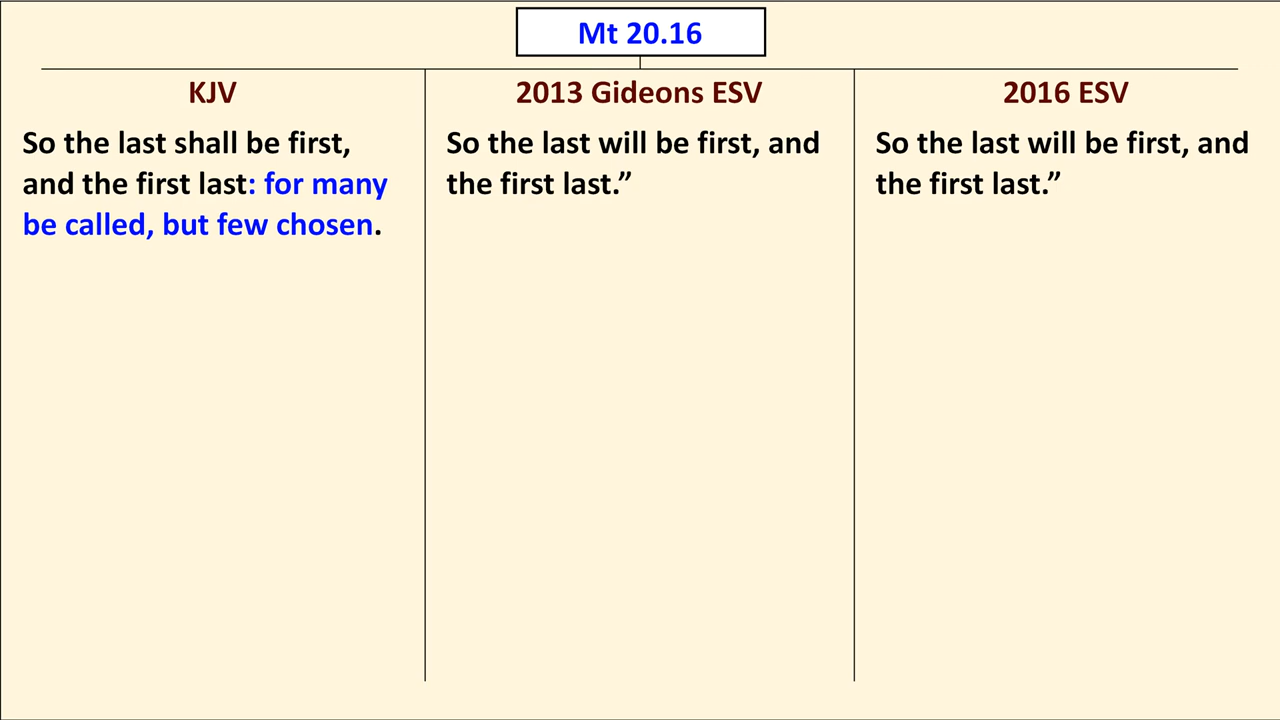 Mt 20.16
KJV
So the last shall be first,
and the first last: for many
be called, but few chosen.
2013 Gideons ESV
So the last will be first, and
the first last.”
2016 ESV
So the last will be first, and
the first last.”